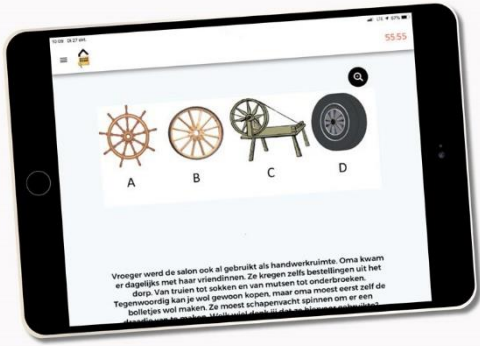 55:55
A B C D
Vroeger werd de salon ook al gebruikt als handwerkruimte. Oma kwam
er dagelijks met haar vriendinnen. Ze kregen zelfs bestellingen uit het
dorp. Van truien tot sokken en van mutsen tot onderbroeken.
Tegenwoordig kan je wol gewoon kopen, maar oma moest eerst zelf de
bolletjes wol maken. Ze moest schapenvacht spinnen om er een